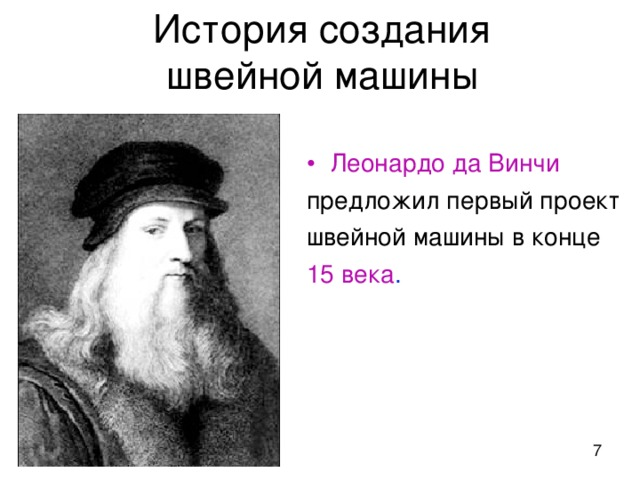 История создания
швейной машины
• Леонардо да Винчи
предложил первый проект
швейной машины в конце
15 века.
7